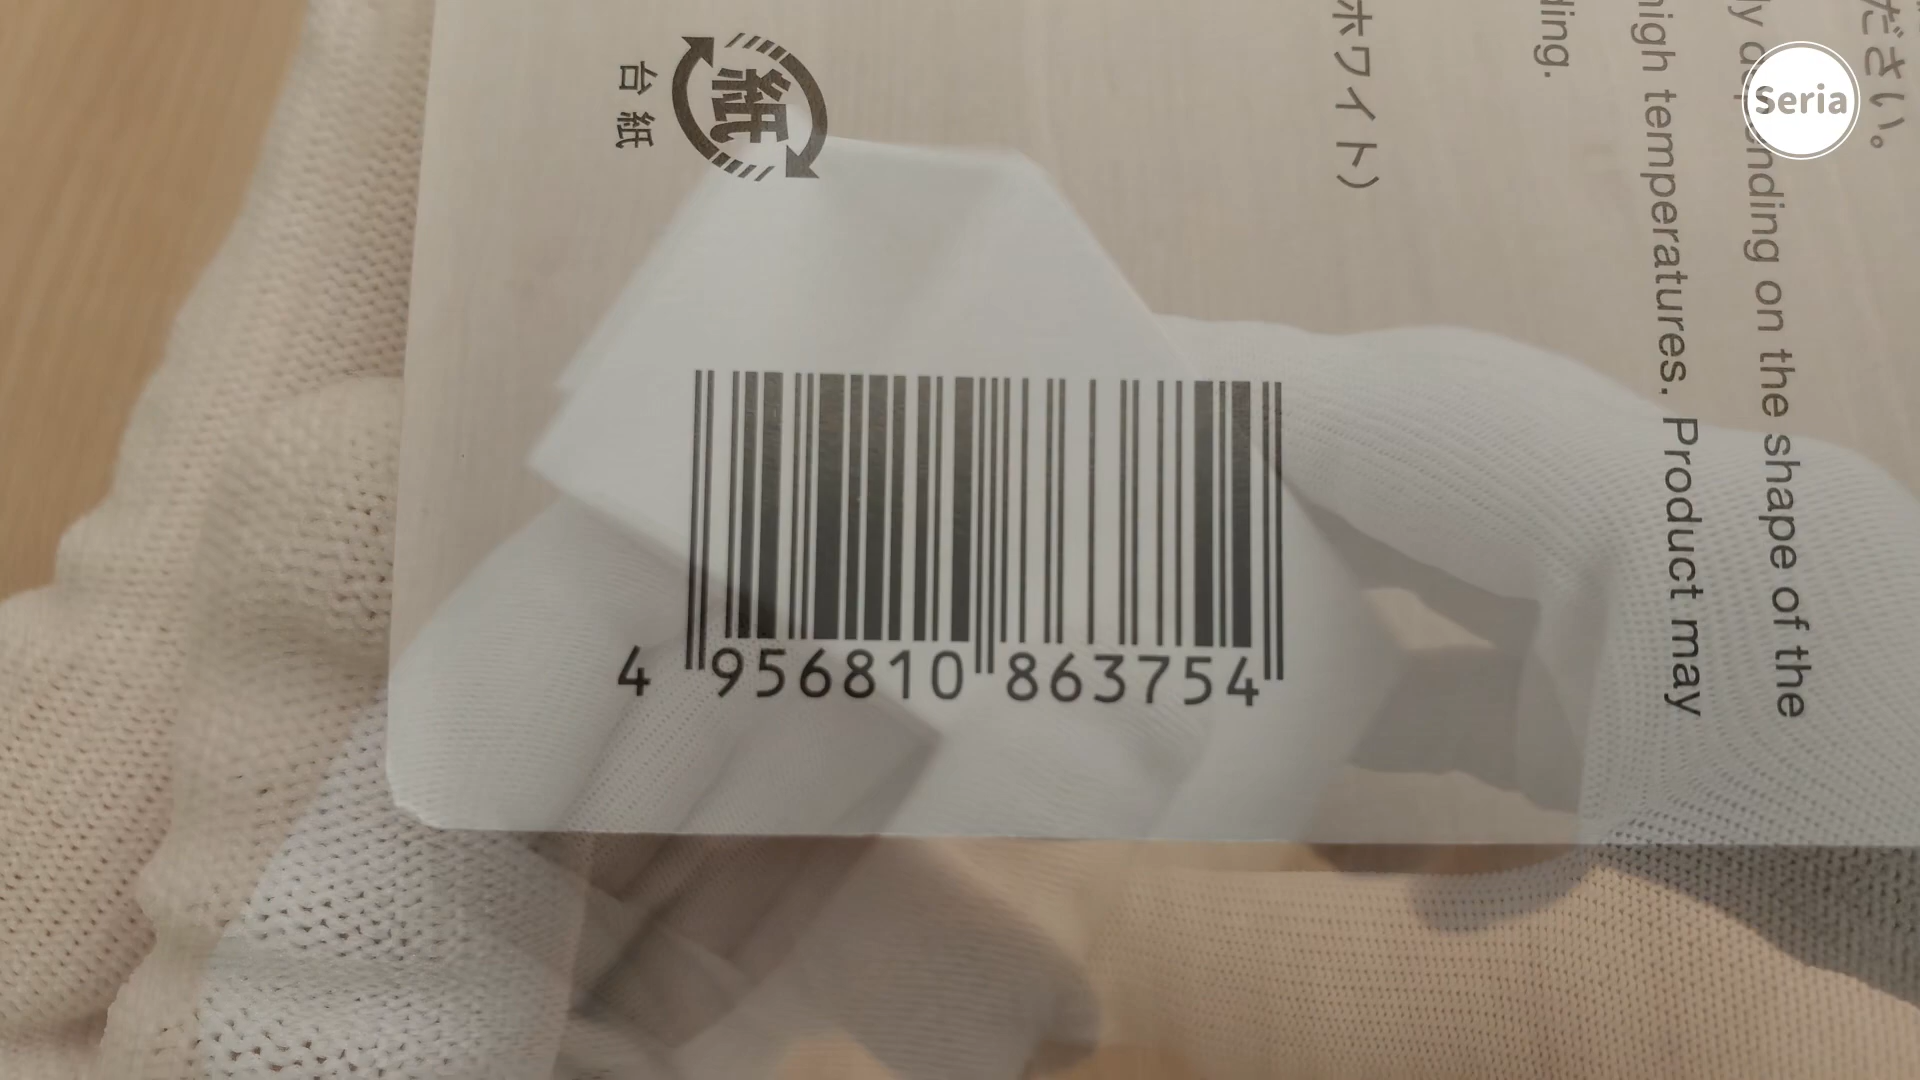 Seria
ださい。
ding on the shape of the
high temperatures. Product may
ding.
ホワイト）
紙
台紙
4 956810 863754